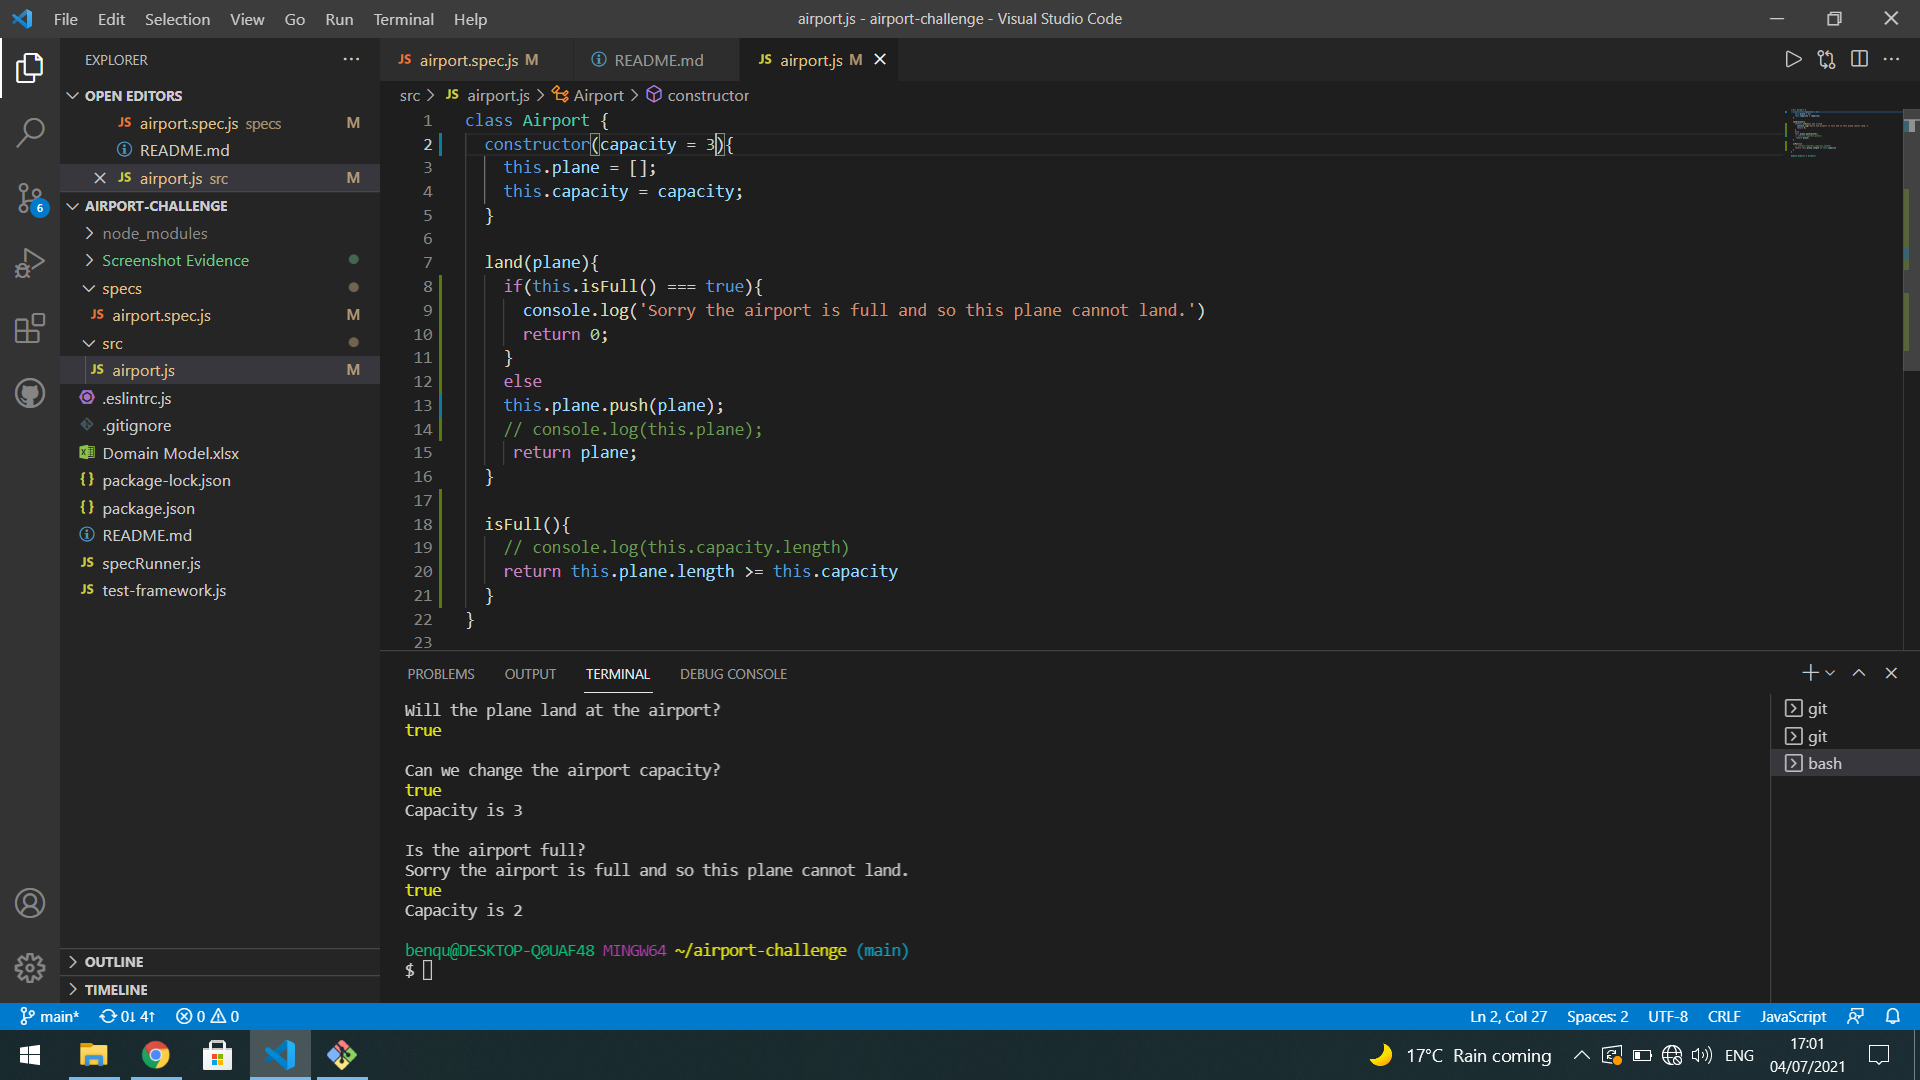 File Edit Selection View Go Run Terminal Help
airport.js - airport-challenge - Visual Studio Code
EXPLORER
OPEN EDITORS
JS airport.spec.js specs M
README.md
JS airport.js src M
AIRPORT-CHALLENGE
node_modules
Screenshot Evidence
specs
JS airport.spec.js M
src
JS airport.js M
.eslintrc.js
.gitignore
Domain Model.xlsx
{} package-lock.json
{} package.json
README.md
JS specRunner.js
JS test-framework.js
OUTLINE
TIMELINE
6
JS airport.spec.js M
README.md
JS airport.js M
src > JS airport.js > Airport > constructor
1 class Airport {
2 constructor(capacity = 3){
3 this.plane = [];
4 this.capacity = capacity;
5 }
6
7 land(plane){
8 if(this.isFull() === true){
9 console.log('Sorry the airport is full and so this plane cannot land.')
10 return 0;
11 }
12 else
13 this.plane.push(plane);
14 // console.log(this.plane);
15 return plane;
16 }
17
18 isFull(){
19 // console.log(this.capacity.length)
20 return this.plane.length >= this.capacity
21 }
22 }
23
PROBLEMS OUTPUT TERMINAL DEBUG CONSOLE
Will the plane land at the airport?
true
Can we change the airport capacity?
true
Capacity is 3
Is the airport full?
Sorry the airport is full and so this plane cannot land.
true
Capacity is 2
benqu@DESKTOP-Q0UAF48 MINGW64 ~/airport-challenge (main)
$
git
git
bash
main* 0↓ 4↑ 0 0
Ln 2, Col 27 Spaces: 2 UTF-8 CRLF JavaScript
17°C Rain coming
ENG
17:01
04/07/2021